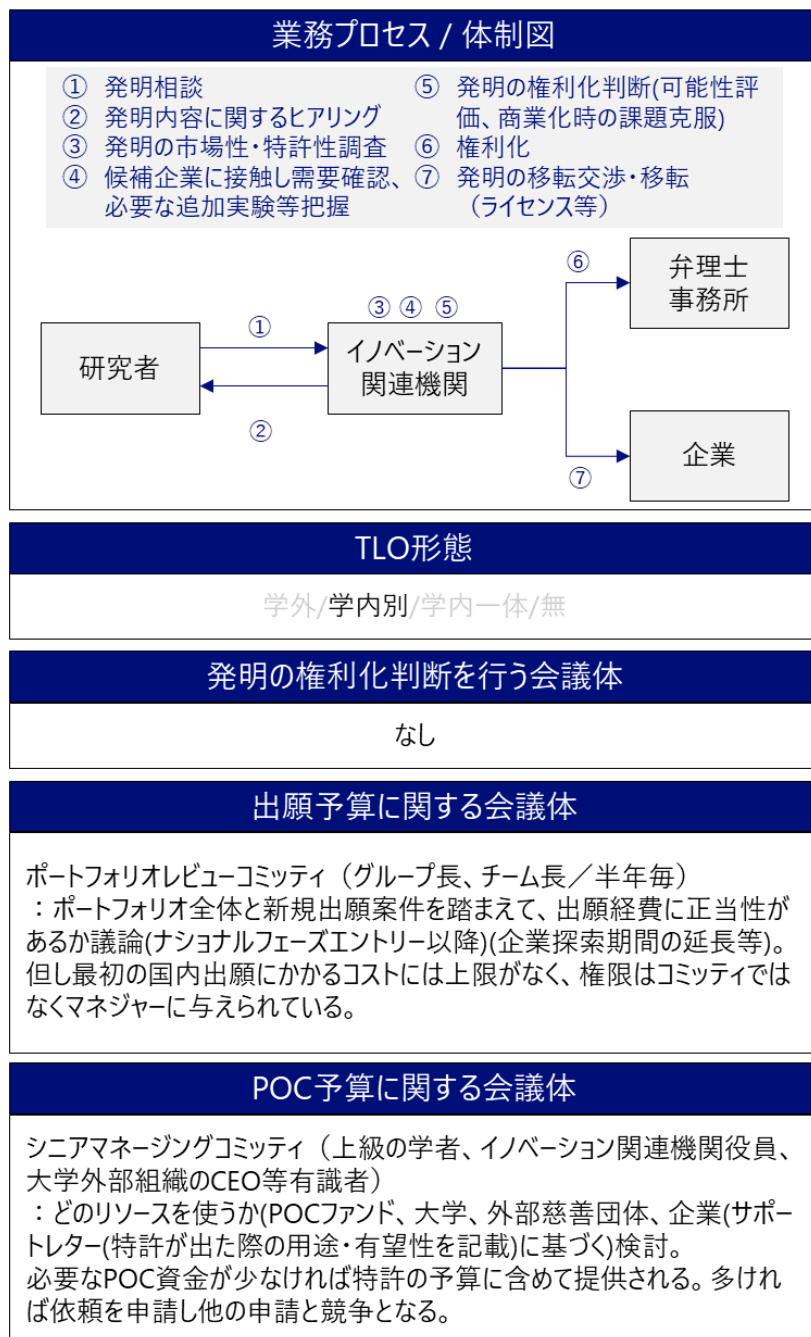 業務プロセス / 体制図
① 発明相談
② 発明内容に関するヒアリング
③ 発明の市場性・特許性調査
④ 候補企業に接触し需要確認、
必要な追加実験等把握
⑤ 発明の権利化判断(可能性評
価、商業化時の課題克服)
⑥ 権利化
⑦ 発明の移転交渉・移転
（ライセンス等）
研究者
①
②
③ ④ ⑤
イノベーション
関連機関
⑥
弁理士
事務所
⑦
企業
TLO形態
学外/学内別/学内一体/無
発明の権利化判断を行う会議体
なし
出願予算に関する会議体
ポートフォリオレビューコミッティ（グループ長、チーム長／半年毎）
：ポートフォリオ全体と新規出願案件を踏まえて、出願経費に正当性が
あるか議論(ナショナルフェーズエントリー以降)(企業探索期間の延長等)。
但し最初の国内出願にかかるコストには上限がなく、権限はコミッティでは
なくマネジャーに与えられている。
POC予算に関する会議体
シニアマネージングコミッティ（上級の学者、イノベーション関連機関役員、
大学外部組織のCEO等有識者）
：どのリソースを使うか(POCファンド、大学、外部慈善団体、企業(サポー
トレター(特許が出た際の用途・有望性を記載)に基づく)検討。
必要なPOC資金が少なければ特許の予算に含めて提供される。多けれ
ば依頼を申請し他の申請と競争となる。